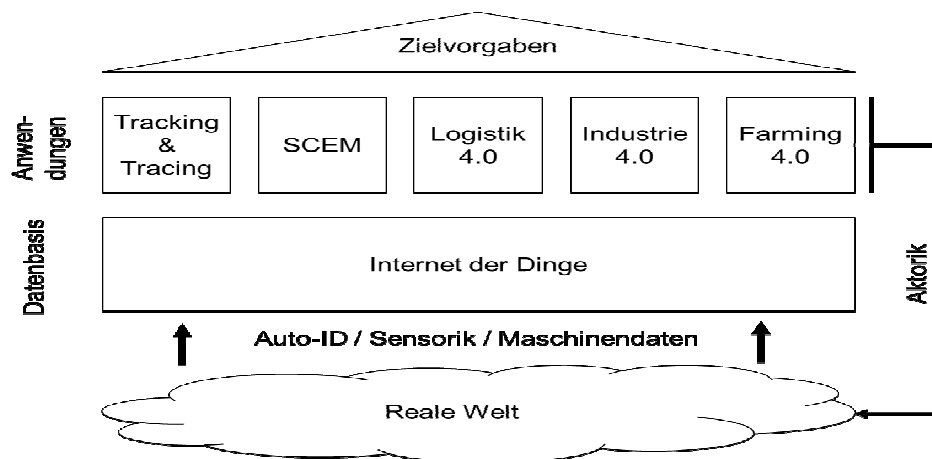 Zielvorgaben
Anwen-
dungen
Tracking
&
Tracing
SCEM
Logistik
4.0
Industrie
4.0
Farming
4.0
Datenbasis
Internet der Dinge
Aktorik
Auto-ID / Sensorik / Maschinendaten
Reale Welt